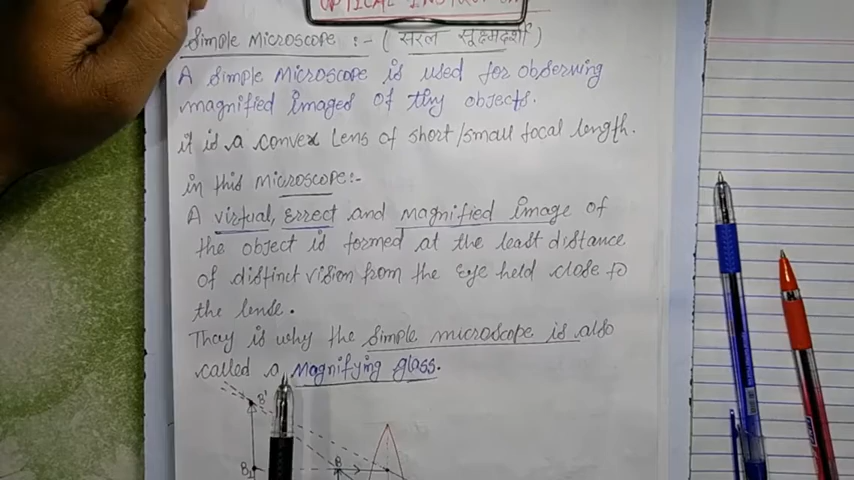 Simple Microscope :- ( सरल सूक्ष्मदर्शी )
A Simple Microscope is used for observing
magnified images of tiny objects.
it is a convex Lens of short/small focal length.
in this microscope:-
A virtual, Errect and magnified image of
the object is formed at the least distance
of distinct vision from the Eye held close to
the lense.
Thay is why the simple microscope is also
called a Magnifying glass.
B'
B